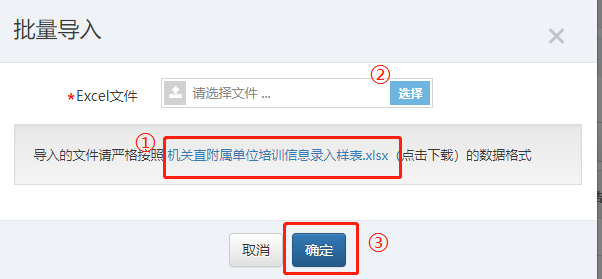 批量导入
×
②
*Excel文件 请选择文件 ... 选择
①
导入的文件请严格按照 机关直附属单位培训信息录入样表.xlsx（点击下载）的数据格式
取消 确定 ③